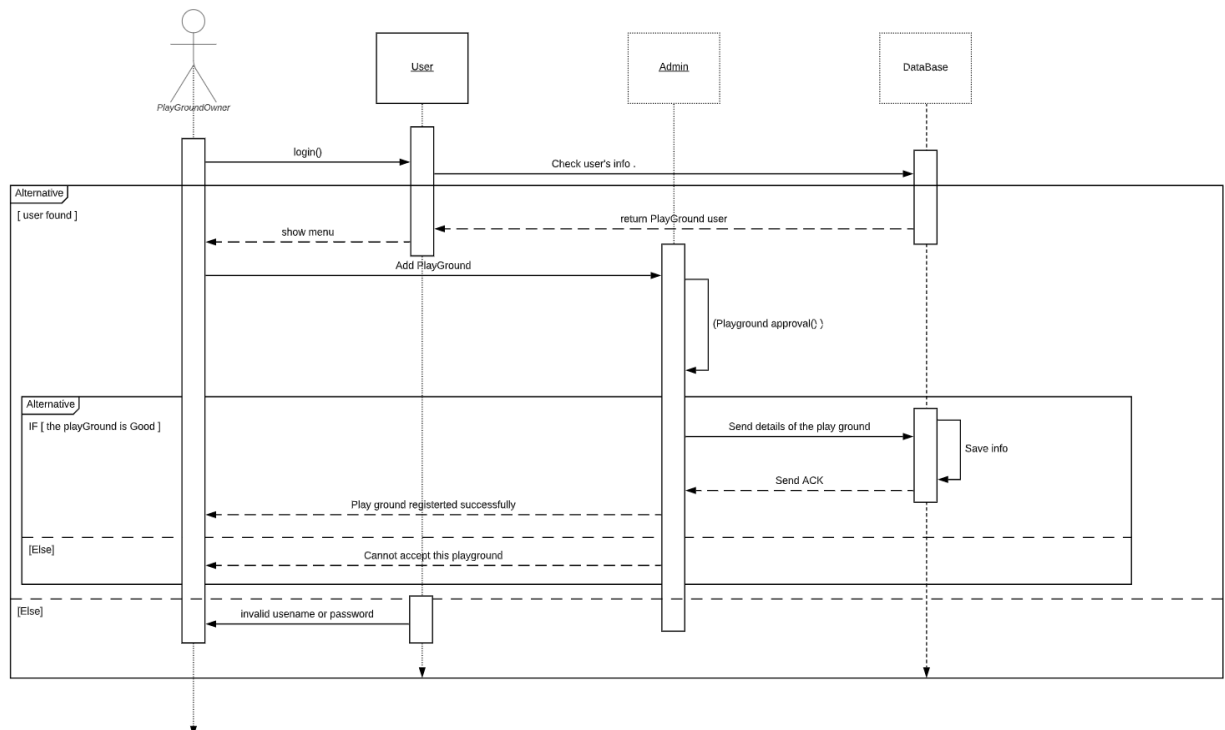 PlayGroundOwner
User
Admin
DataBase
login()
Check user's info .
Alternative
[ user found ]
return PlayGround user
show menu
Add PlayGround
(Playground approval() )
Alternative
IF [ the playGround is Good ]
Send details of the play ground
Save info
Send ACK
Play ground registerted successfully
[Else]
Cannot accept this playground
[Else]
invalid usename or password